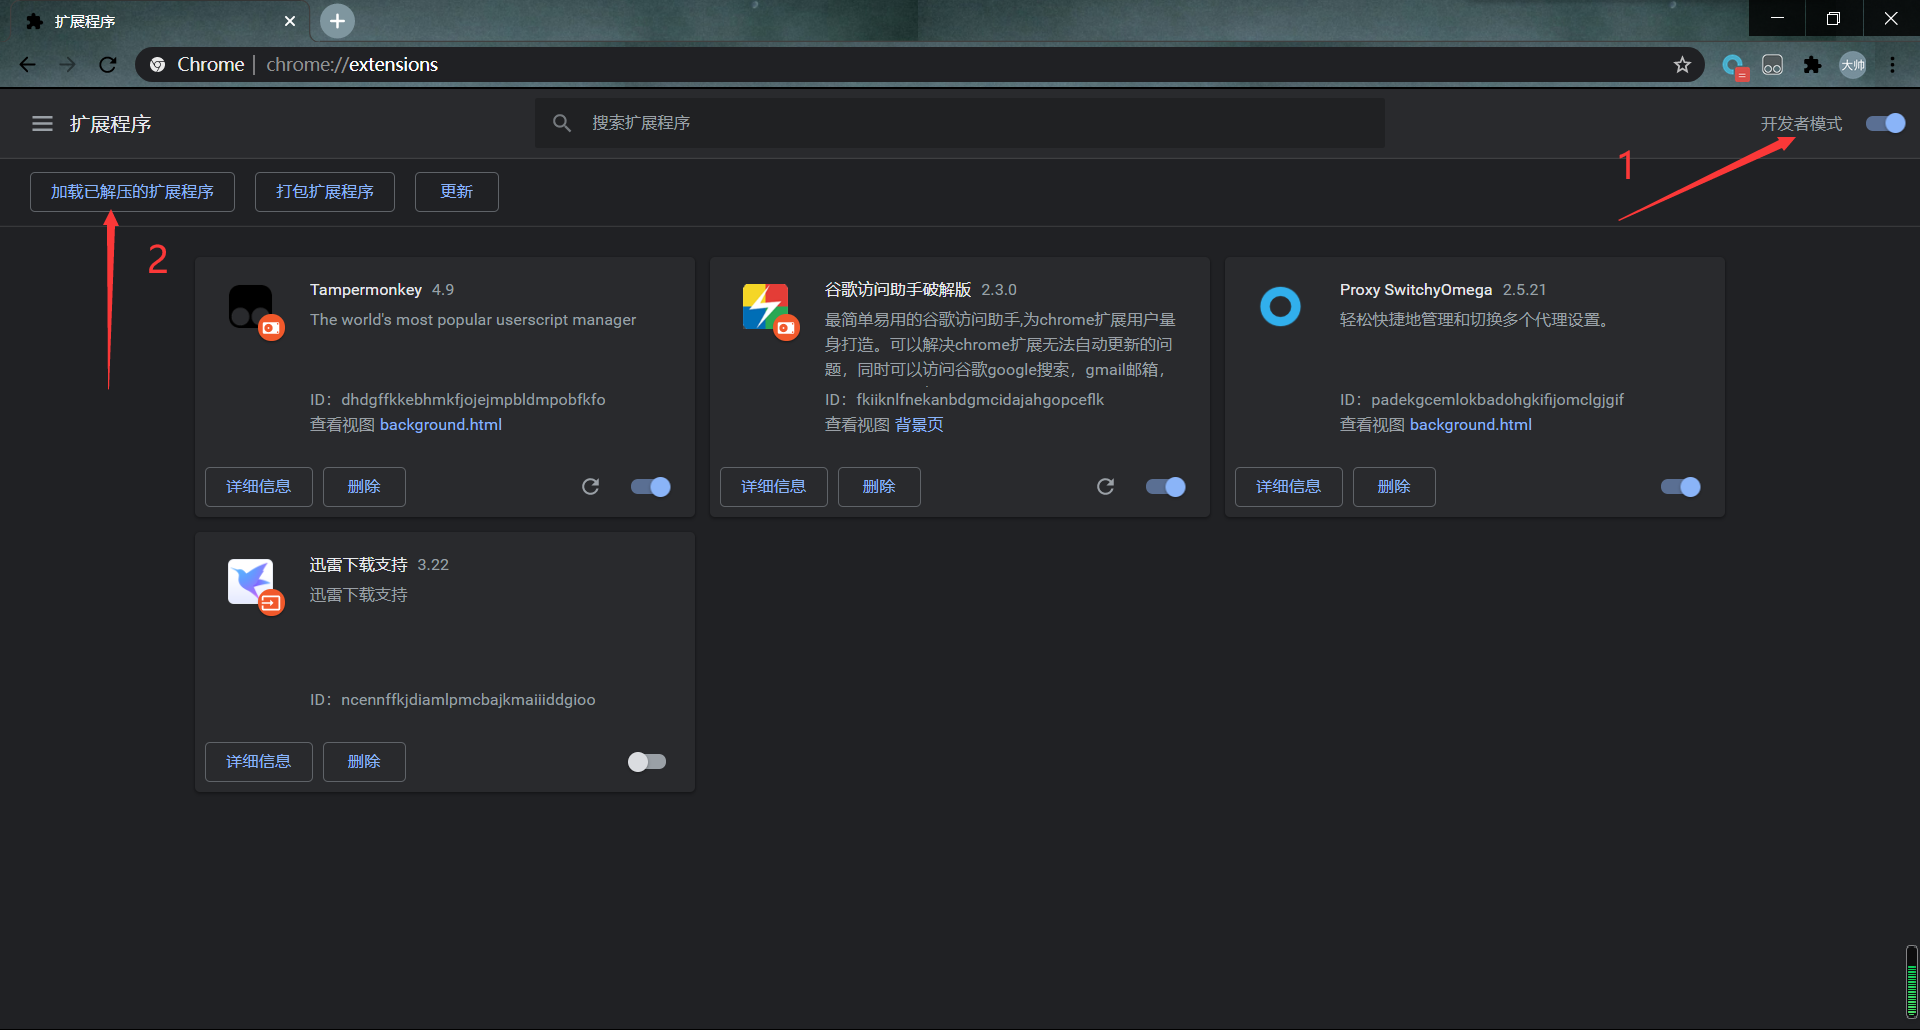 扩展程序
Chrome | chrome://extensions
大帅
扩展程序
搜索扩展程序
开发者模式
1
加载已解压的扩展程序
打包扩展程序
更新
2
Tampermonkey 4.9
The world's most popular userscript manager
ID： dhdgffkkebhmkfjojejmpbldmpobfkfo
查看视图 background.html
详细信息
删除
谷歌访问助手破解版 2.3.0
最简单易用的谷歌访问助手,为chrome扩展用户量
身打造。可以解决chrome扩展无法自动更新的问
题，同时可以访问谷歌google搜索，gmail邮箱，
ID： fkiiknlfnekanbdgmcidajahgopceflk
查看视图 背景页
详细信息
删除
Proxy SwitchyOmega 2.5.21
轻松快捷地管理和切换多个代理设置。
ID： padekgcemlokbadohgkifijomclgjgif
查看视图 background.html
详细信息
删除
迅雷下载支持 3.22
迅雷下载支持
ID： ncennffkjdiamlpmcbajkmaiiiddgioo
详细信息
删除